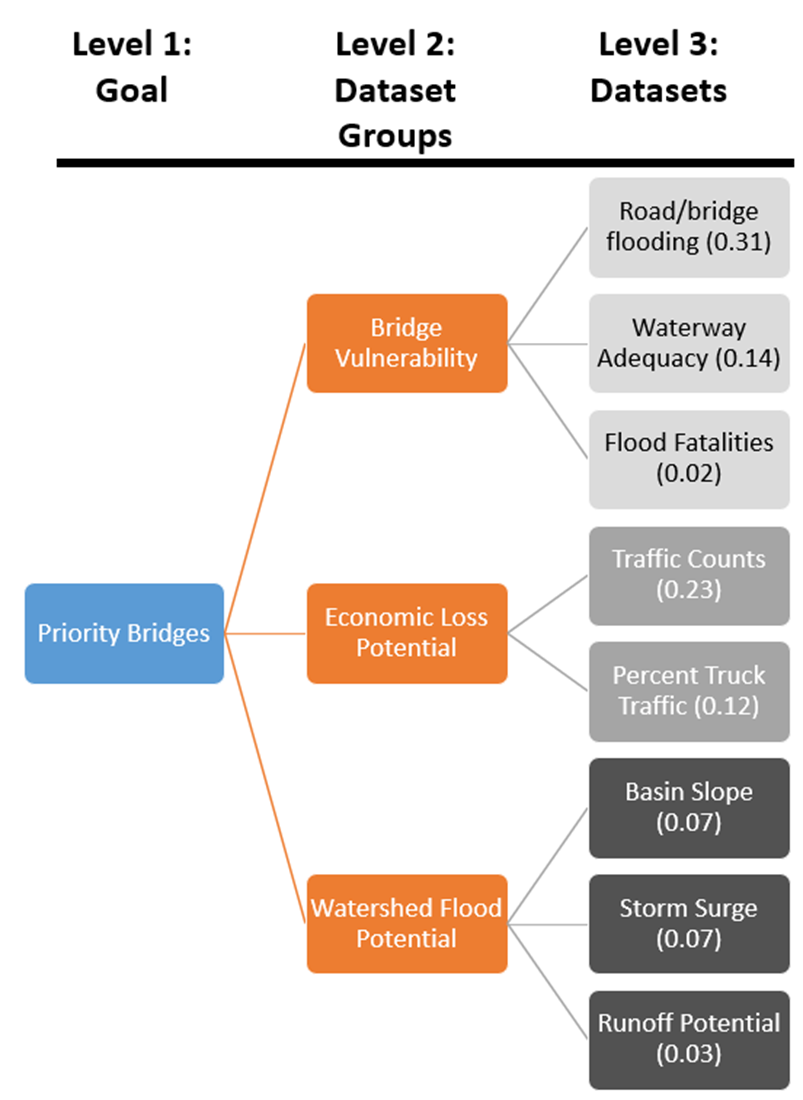 Level 1:
Goal
Level 2:
Dataset
Groups
Level 3:
Datasets
Road/bridge
flooding (0.31)
Bridge
Vulnerability
Waterway
Adequacy (0.14)
Flood Fatalities
(0.02)
Traffic Counts
(0.23)
Priority Bridges
Economic Loss
Potential
Percent Truck
Traffic (0.12)
Basin Slope
(0.07)
Watershed Flood
Potential
Storm Surge
(0.07)
Runoff Potential
(0.03)